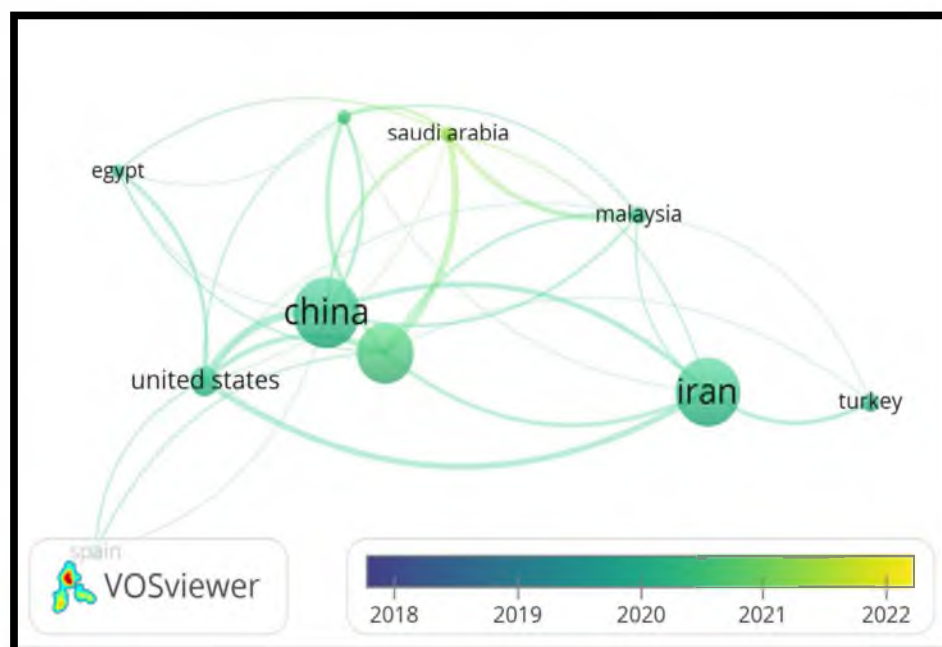 saudi arabia
egypt
malaysia
china
united states
iran
turkey
spain
VOSviewer
2018 2019 2020 2021 2022